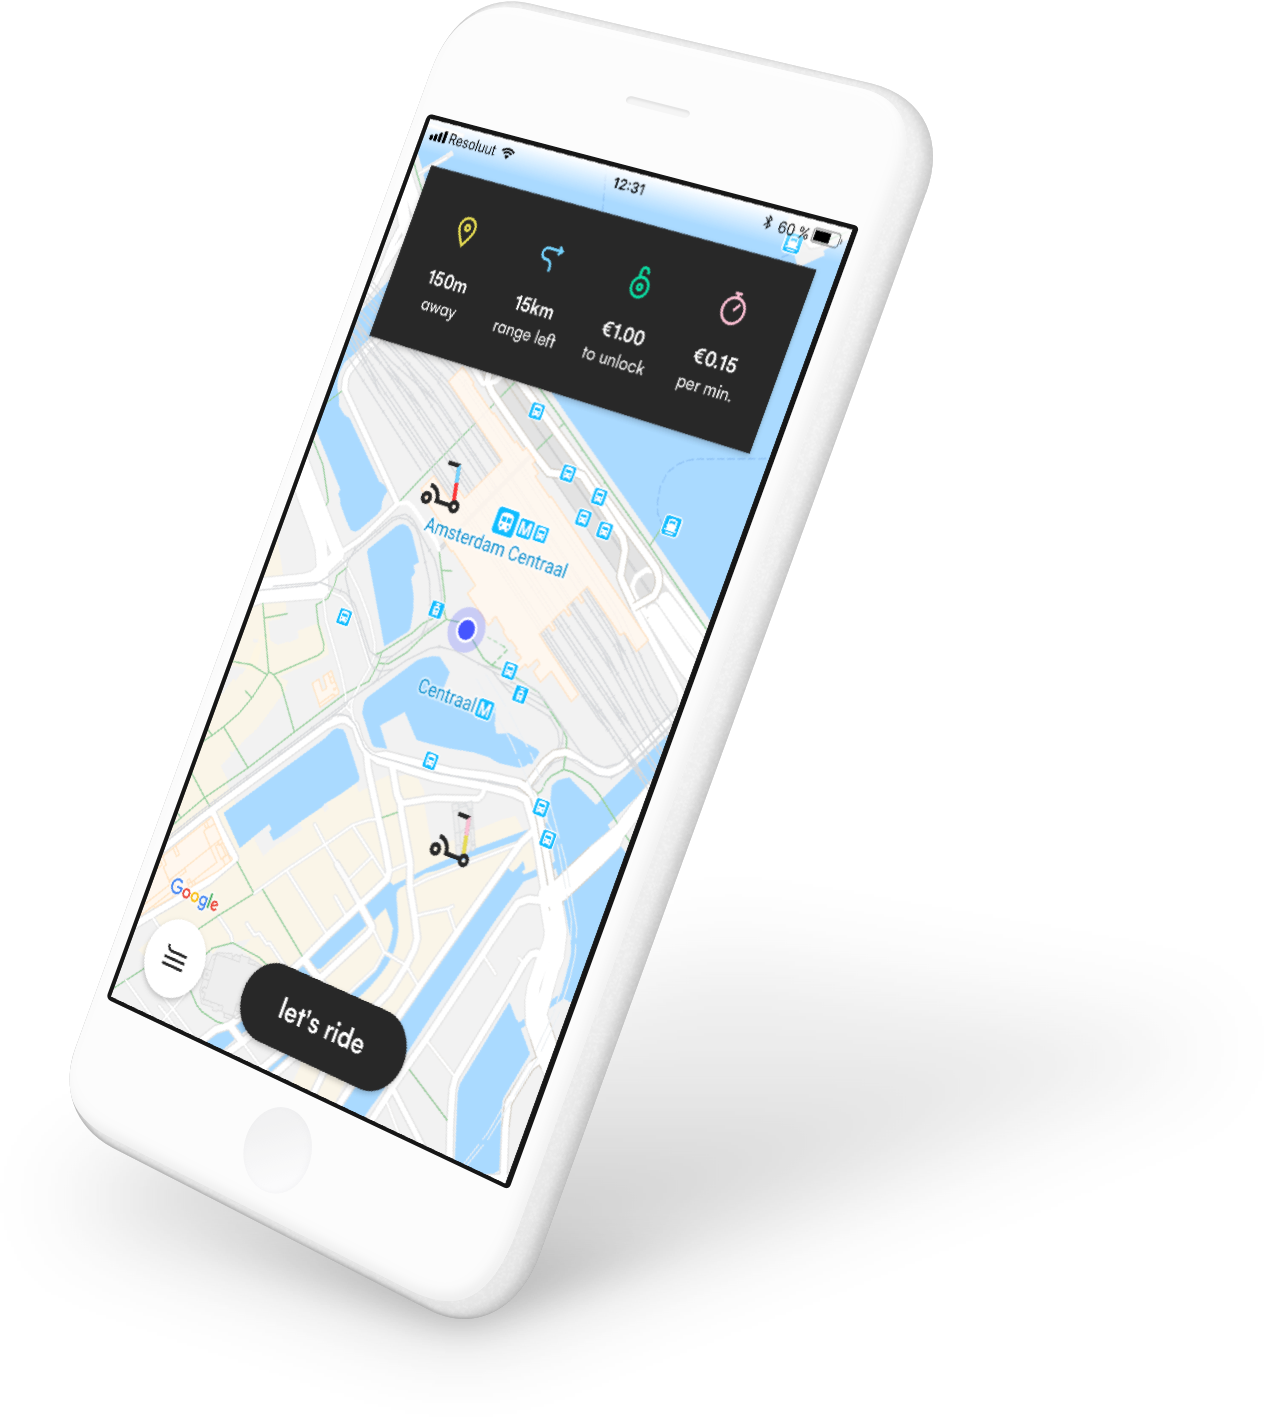 Resoluut
12:31
60 %
150m
away
15km
range left
€1.00
to unlock
€0.15
per min.
M
Amsterdam Centraal
Centraal M
Google
let's ride